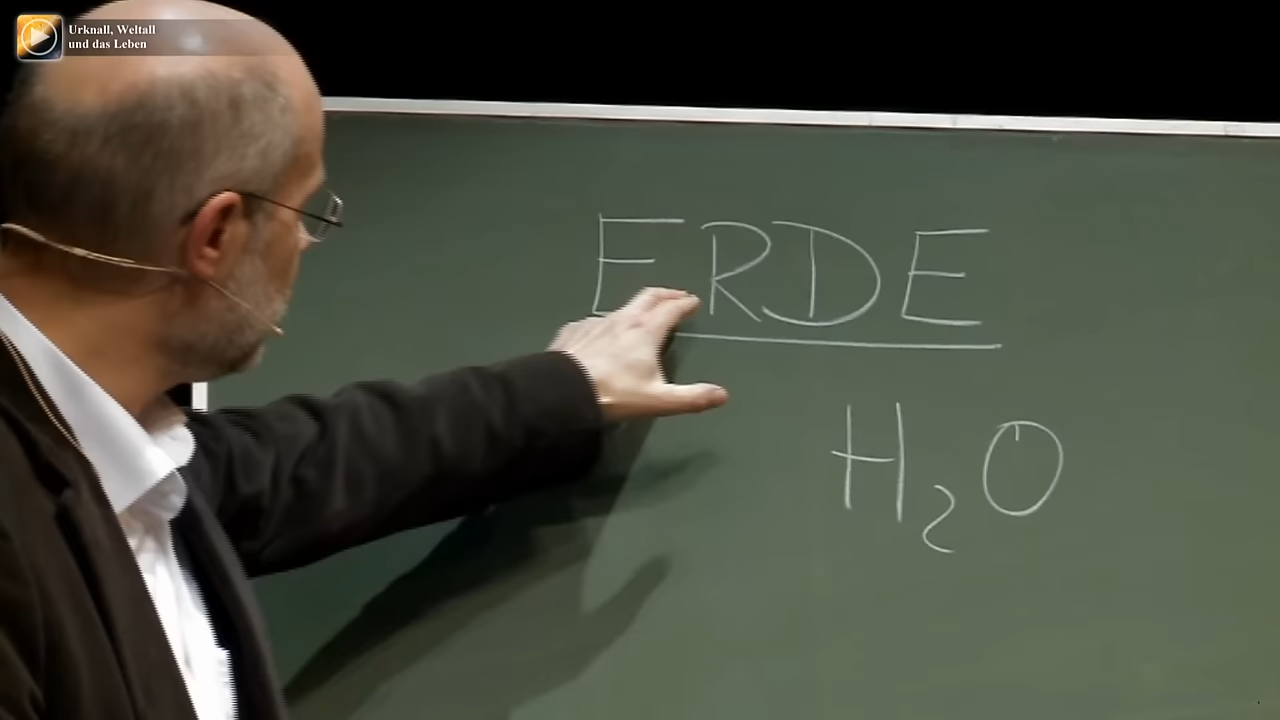 Urknall, Weltall
und das Leben
ERDE
H₂O